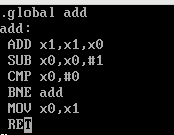 .global add
add:
ADD x1,x1,x0
SUB x0,x0,#1
CMP x0,#0
BNE add
MOV x0,x1
RET